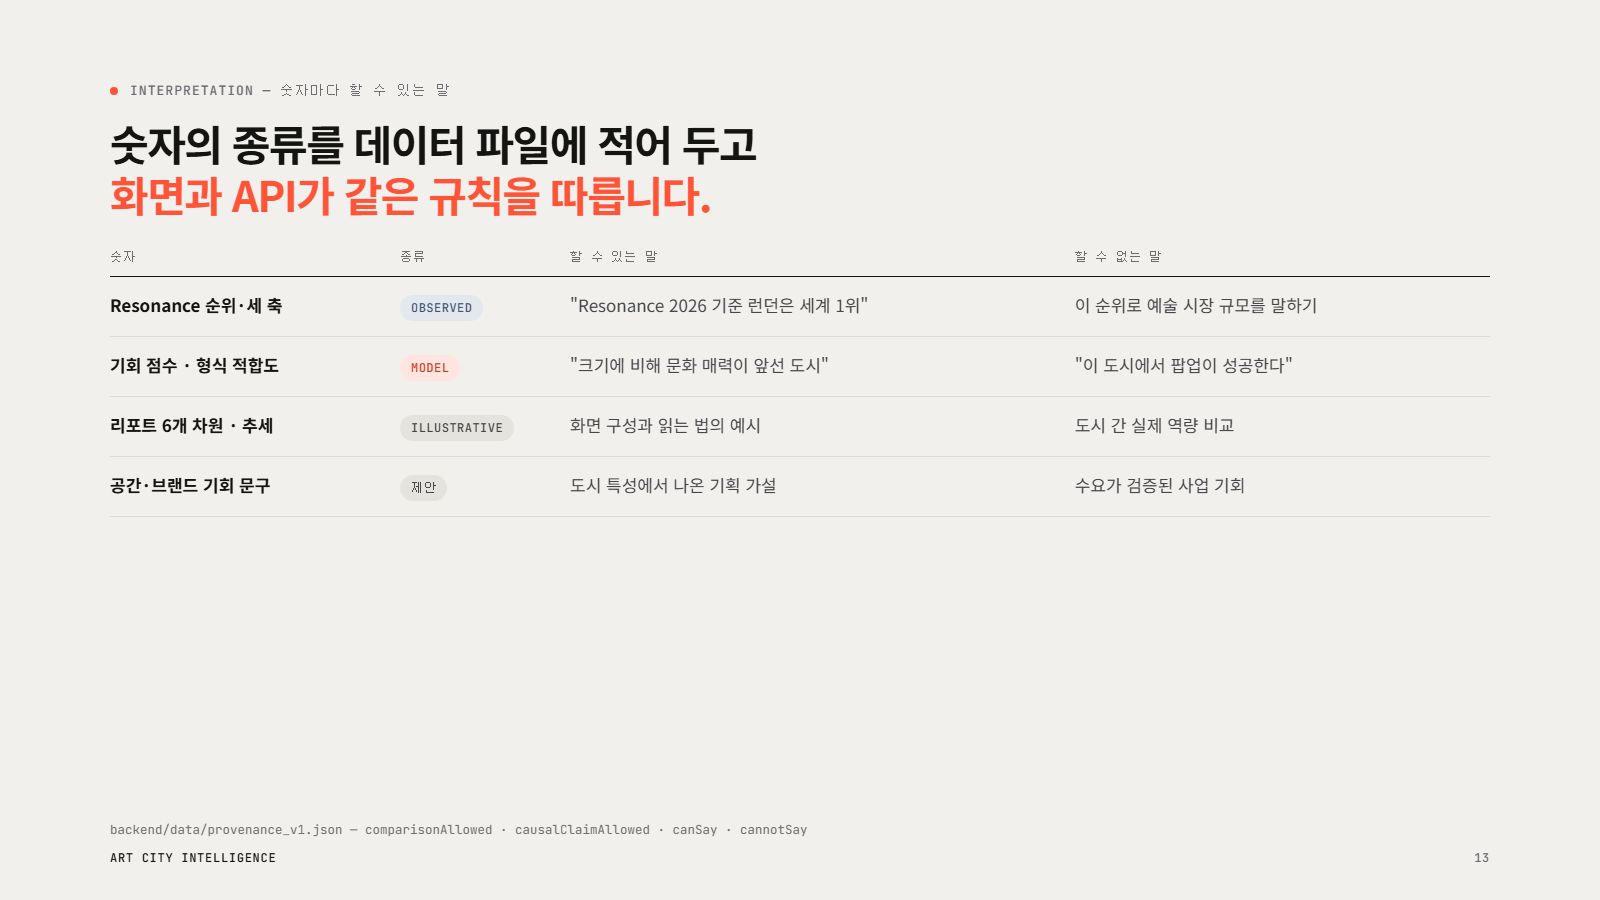 INTERPRETATION — 숫자마다 할 수 있는 말
숫자의 종류를 데이터 파일에 적어 두고
화면과 API가 같은 규칙을 따릅니다.
숫자 종류 할 수 있는 말 할 수 없는 말
Resonance 순위·세 축 OBSERVED "Resonance 2026 기준 런던은 세계 1위" 이 순위로 예술 시장 규모를 말하기
기회 점수 · 형식 적합도 MODEL "크기에 비해 문화 매력이 앞선 도시" "이 도시에서 팝업이 성공한다"
리포트 6개 차원 · 추세 ILLUSTRATIVE 화면 구성과 읽는 법의 예시 도시 간 실제 역량 비교
공간·브랜드 기회 문구 제안 도시 특성에서 나온 기획 가설 수요가 검증된 사업 기회
backend/data/provenance_v1.json — comparisonAllowed · causalClaimAllowed · canSay · cannotSay
ART CITY INTELLIGENCE 13